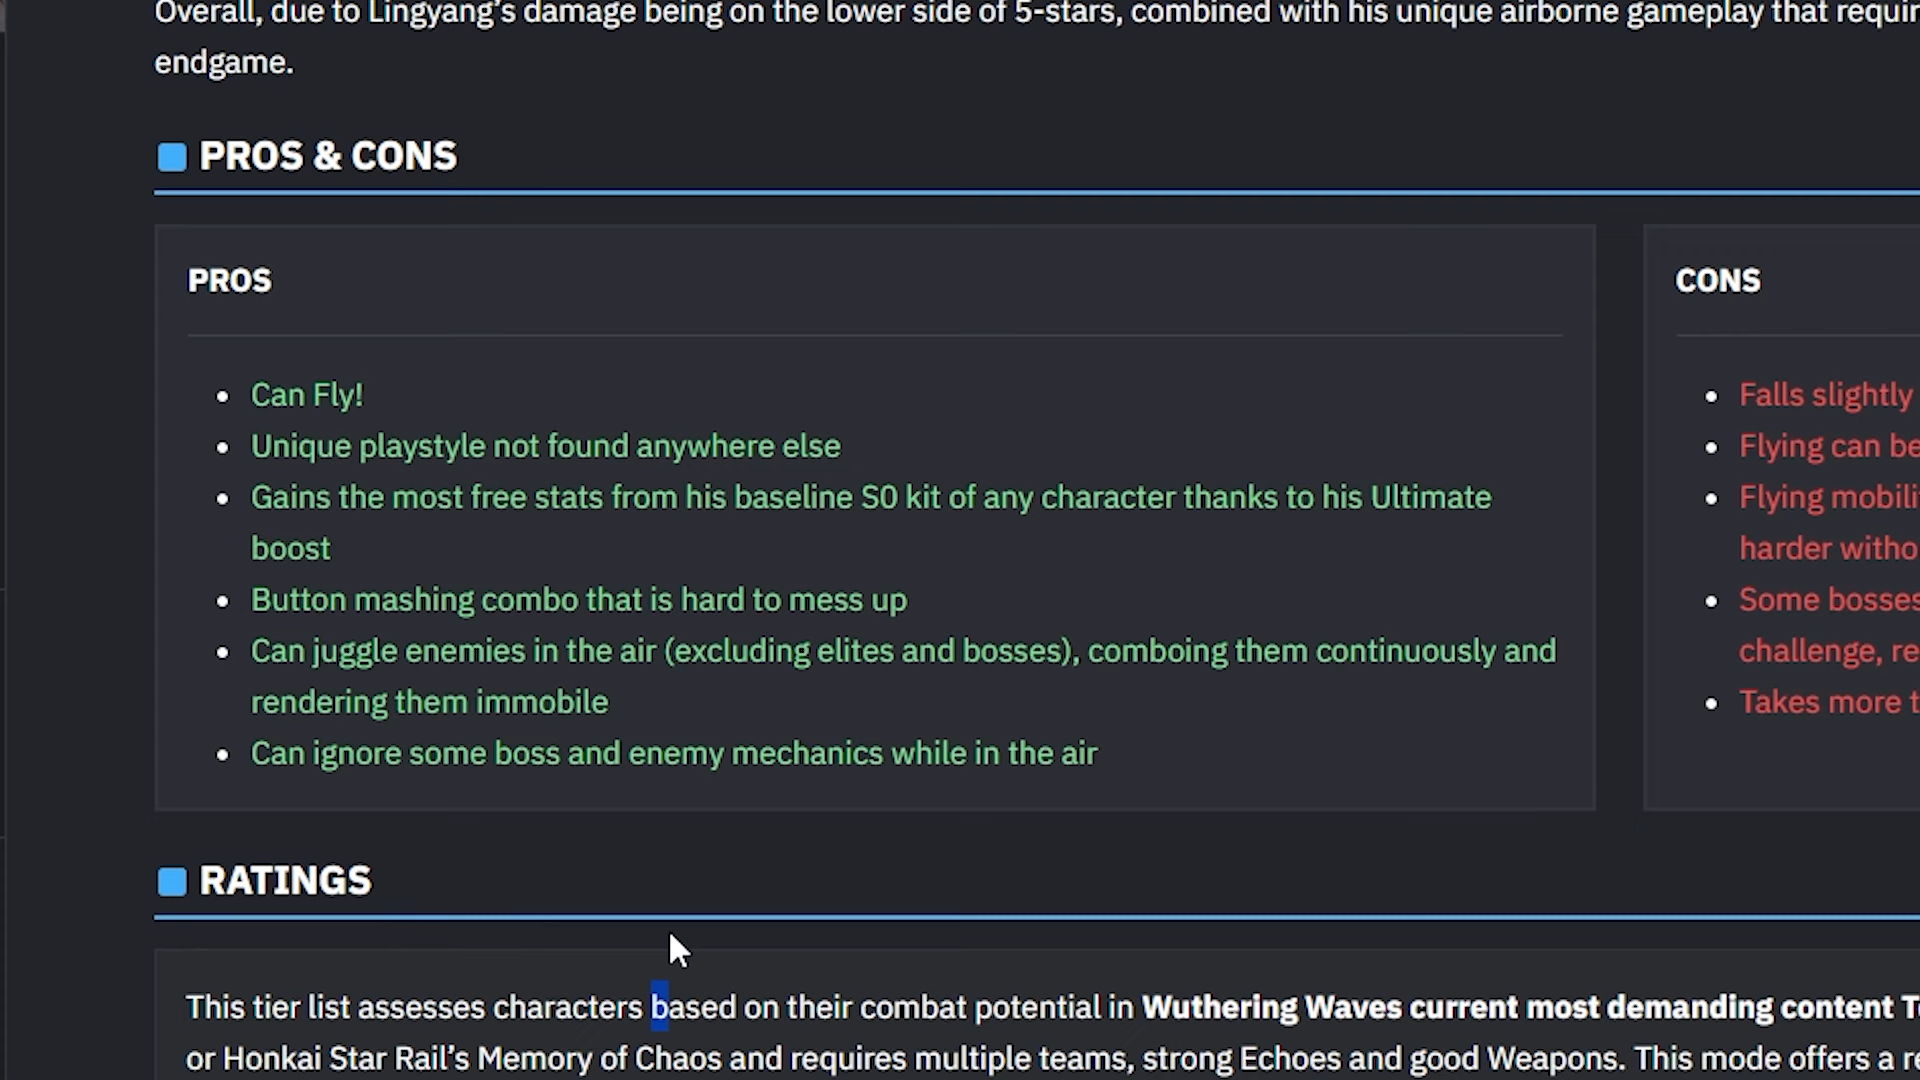 Overall, due to Lingyang's damage being on the lower side of 5-stars, combined with his unique airborne gameplay that
endgame.
PROS & CONS
PROS
Can Fly!
Unique playstyle not found anywhere else
Gains the most free stats from his baseline S0 kit of any character thanks to his Ultimate
boost
Button mashing combo that is hard to mess up
Can juggle enemies in the air (excluding elites and bosses), comboing them continuously and
rendering them immobile
Can ignore some boss and enemy mechanics while in the air
CONS
Falls slightly
Flying can be
Flying
harder
Some bosses
challenge,
Takes more
RATINGS
This tier list assesses characters based on their combat potential in Wuthering Waves current most demanding content
or Honkai Star Rail's Memory of Chaos and requires multiple teams, strong Echoes and good Weapons. This mode offers a